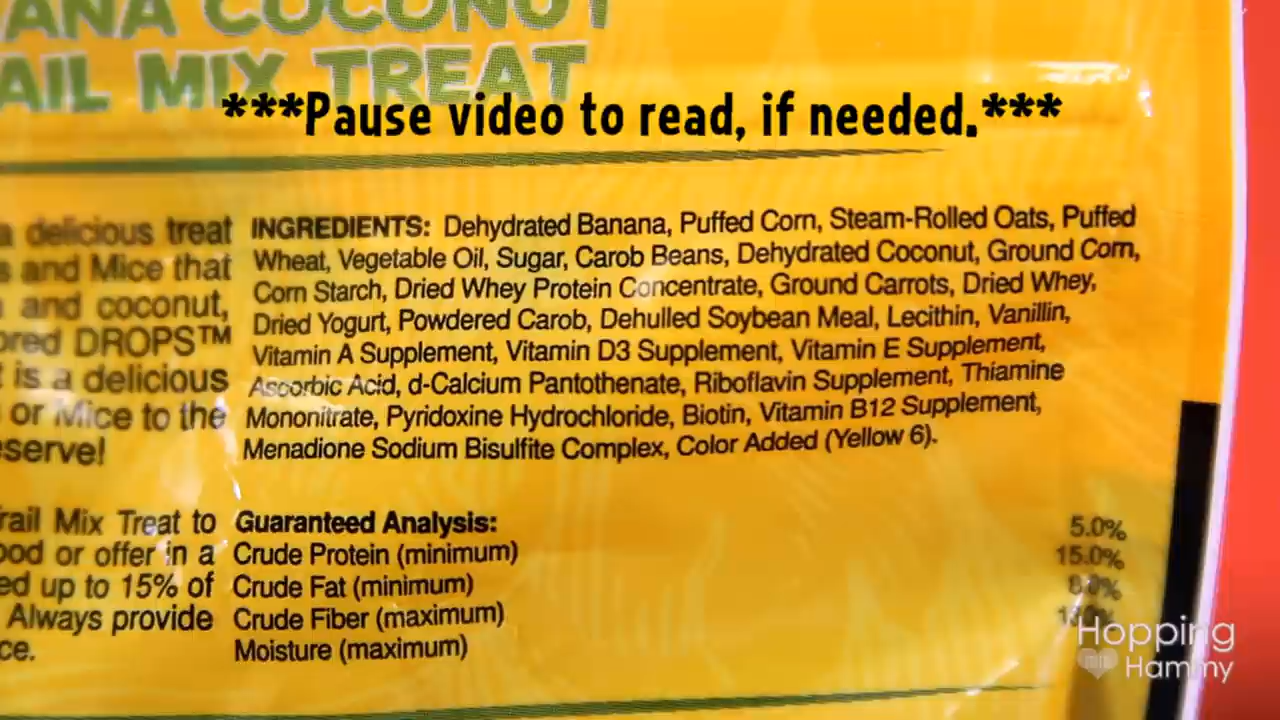 ANA COCONUT
AIL MIX TREAT
***Pause video to read, if needed.***
a delicious treat
s and Mice that
and coconut,
ored DROPS™
is a delicious
or Mice to the
serve!
INGREDIENTS: Dehydrated Banana, Puffed Corn, Steam-Rolled Oats, Puffed
Wheat, Vegetable Oil, Sugar, Carob Beans, Dehydrated Coconut, Ground Corn,
Corn Starch, Dried Whey Protein Concentrate, Ground Carrots, Dried Whey,
Dried Yogurt, Powdered Carob, Dehulled Soybean Meal, Lecithin, Vanillin,
Vitamin A Supplement, Vitamin D3 Supplement, Vitamin E Supplement,
Ascorbic Acid, d-Calcium Pantothenate, Riboflavin Supplement, Thiamine
Mononitrate, Pyridoxine Hydrochloride, Biotin, Vitamin B12 Supplement,
Menadione Sodium Bisulfite Complex, Color Added (Yellow 6).
rail Mix Treat to
ood or offer in a
ed up to 15% of
Always provide
ce.
Guaranteed Analysis:
Crude Protein (minimum) 5.0%
Crude Fat (minimum) 15.0%
Crude Fiber (maximum)
Moisture (maximum)
Hopping
Hammy